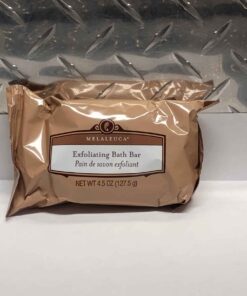 MELALEUCA®
Exfoliating Bath Bar
Pain de savon exfoliant
NET WT 4.5 OZ (127.5 g)